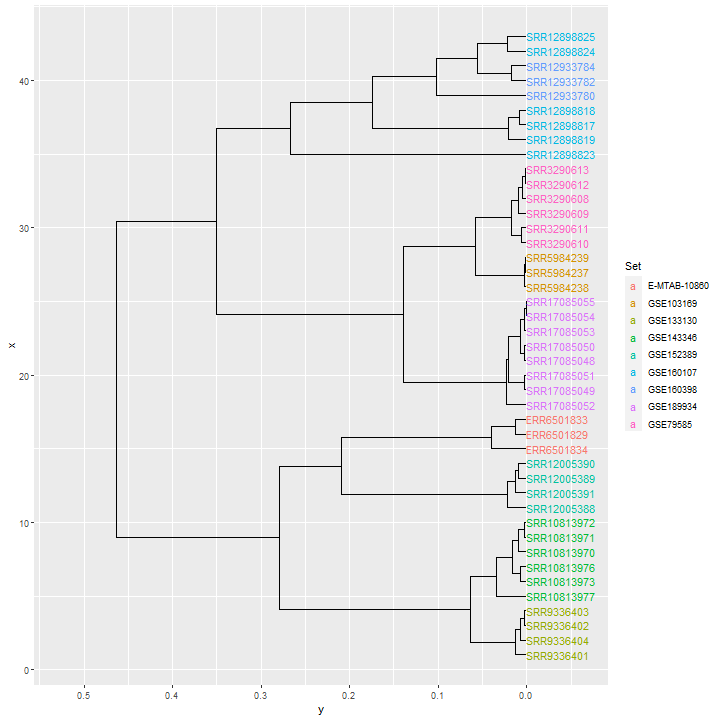 SRR12898825
SRR12898824
SRR12933784
SRR12933782
SRR12933780
SRR12898818
SRR12898817
SRR12898819
SRR12898823
SRR3290613
SRR3290612
SRR3290608
SRR3290609
SRR3290611
SRR3290610
SRR5984239
SRR5984237
SRR5984238
SRR17085055
SRR17085054
SRR17085053
SRR17085050
SRR17085048
SRR17085051
SRR17085049
SRR17085052
ERR6501833
ERR6501829
ERR6501834
SRR12005390
SRR12005389
SRR12005391
SRR12005388
SRR10813972
SRR10813971
SRR10813970
SRR10813976
SRR10813973
SRR10813977
SRR9336403
SRR9336402
SRR9336404
SRR9336401
40
30
20
10
0
x
0.5 0.4 0.3 0.2 0.1 0.0
y
Set
a E-MTAB-10860
a GSE103169
a GSE133130
a GSE143346
a GSE152389
a GSE160107
a GSE160398
a GSE189934
a GSE79585